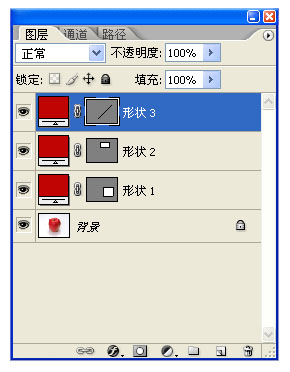 图层 通道 路径
正常 不透明度: 100%
锁定: 填充: 100%
形状 3
形状 2
形状 1
背景